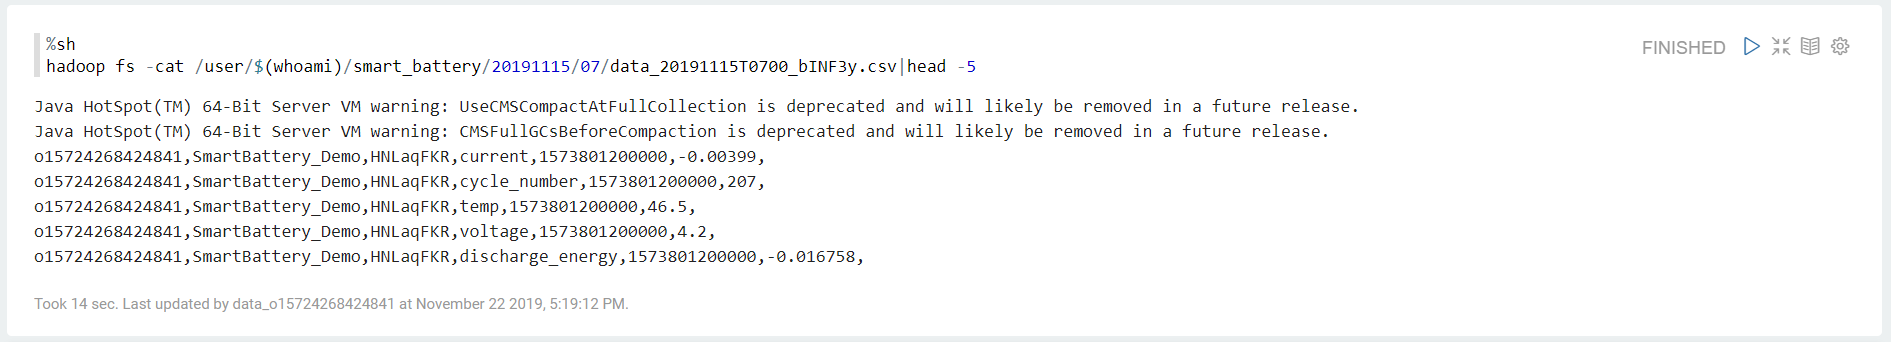 %sh
FINISHED
hadoop fs -cat /user/$(whoami)/smart_battery/20191115/07/data_20191115T0700_bINF3y.csv|head -5
Java HotSpot(TM) 64-Bit Server VM warning: UseCMSCompactAtFullCollection is deprecated and will likely be removed in a future release.
Java HotSpot(TM) 64-Bit Server VM warning: CMSFullGCsBeforeCompaction is deprecated and will likely be removed in a future release.
o15724268424841,SmartBattery_Demo,HNLaqFKR,current,1573801200000,-0.00399,
o15724268424841,SmartBattery_Demo,HNLaqFKR,cycle_number,1573801200000,207,
o15724268424841,SmartBattery_Demo,HNLaqFKR,temp,1573801200000,46.5,
o15724268424841,SmartBattery_Demo,HNLaqFKR,voltage,1573801200000,4.2,
o15724268424841,SmartBattery_Demo,HNLaqFKR,discharge_energy,1573801200000,-0.016758,
Took 14 sec. Last updated by data_o15724268424841 at November 22 2019, 5:19:12 PM.